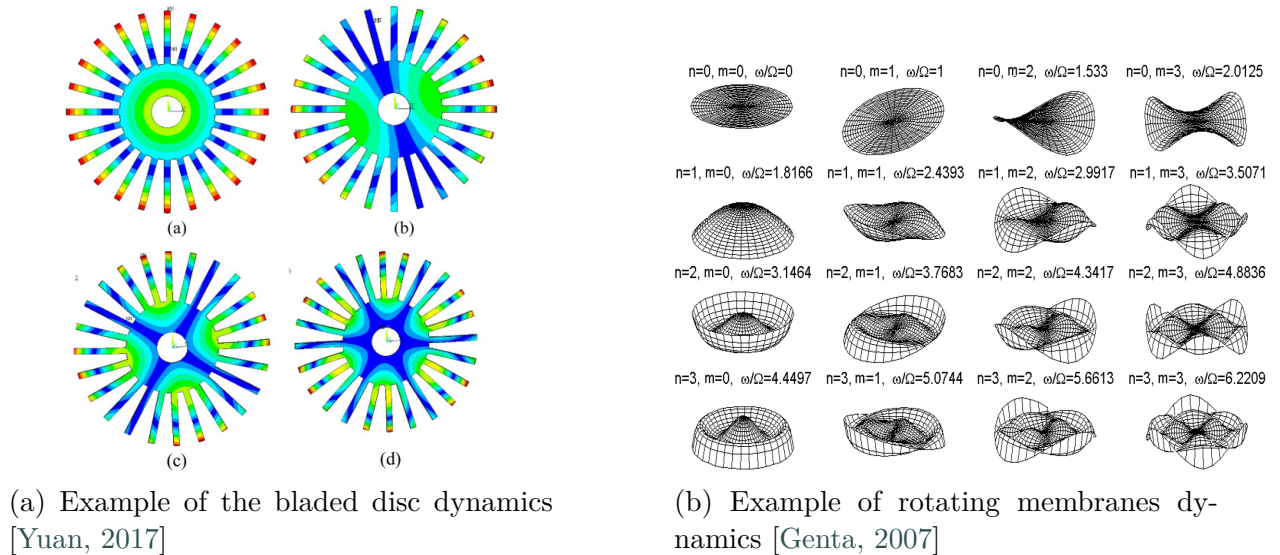 (a)
(b)
(c)
(d)
n=0, m=0, ω/Ω=0
n=0, m=1, ω/Ω=1
n=0, m=2, ω/Ω=1.533
n=0, m=3, ω/Ω=2.0125
n=1, m=0, ω/Ω=1.8166
n=1, m=1, ω/Ω=2.4393
n=1, m=2, ω/Ω=2.9917
n=1, m=3, ω/Ω=3.5071
n=2, m=0, ω/Ω=3.1464
n=2, m=1, ω/Ω=3.7683
n=2, m=2, ω/Ω=4.3417
n=2, m=3, ω/Ω=4.8836
n=3, m=0, ω/Ω=4.4497
n=3, m=1, ω/Ω=5.0744
n=3, m=2, ω/Ω=5.6613
n=3, m=3, ω/Ω=6.2209
(a) Example of the bladed disc dynamics
[Yuan, 2017]
(b) Example of rotating membranes dy-
namics [Genta, 2007]